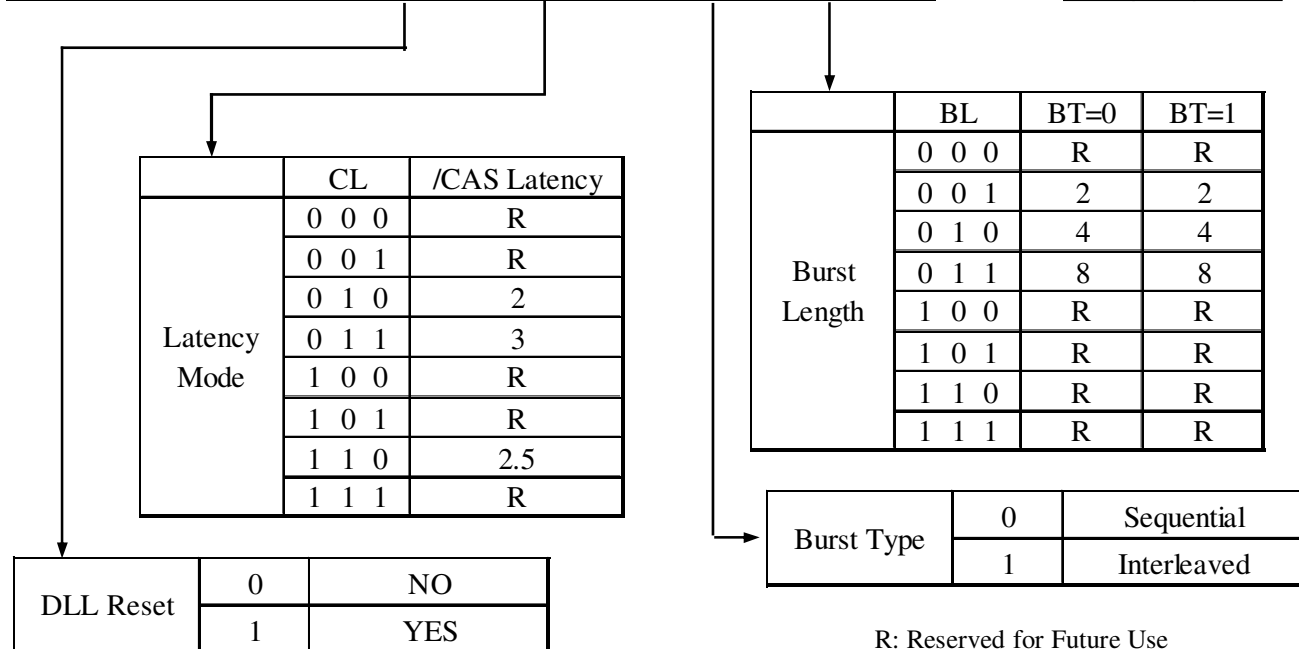 BL BT=0 BT=1
0 0 0 R R
0 0 1 2 2
0 1 0 4 4
Burst Length
0 1 1 8 8
1 0 0 R R
1 0 1 R R
1 1 0 R R
1 1 1 R R
CL /CAS Latency
0 0 0 R
0 0 1 R
0 1 0 2
Latency Mode
0 1 1 3
1 0 0 R
1 0 1 R
1 1 0 2.5
1 1 1 R
Burst Type
0 Sequential
1 Interleaved
DLL Reset
0 NO
1 YES
R: Reserved for Future Use